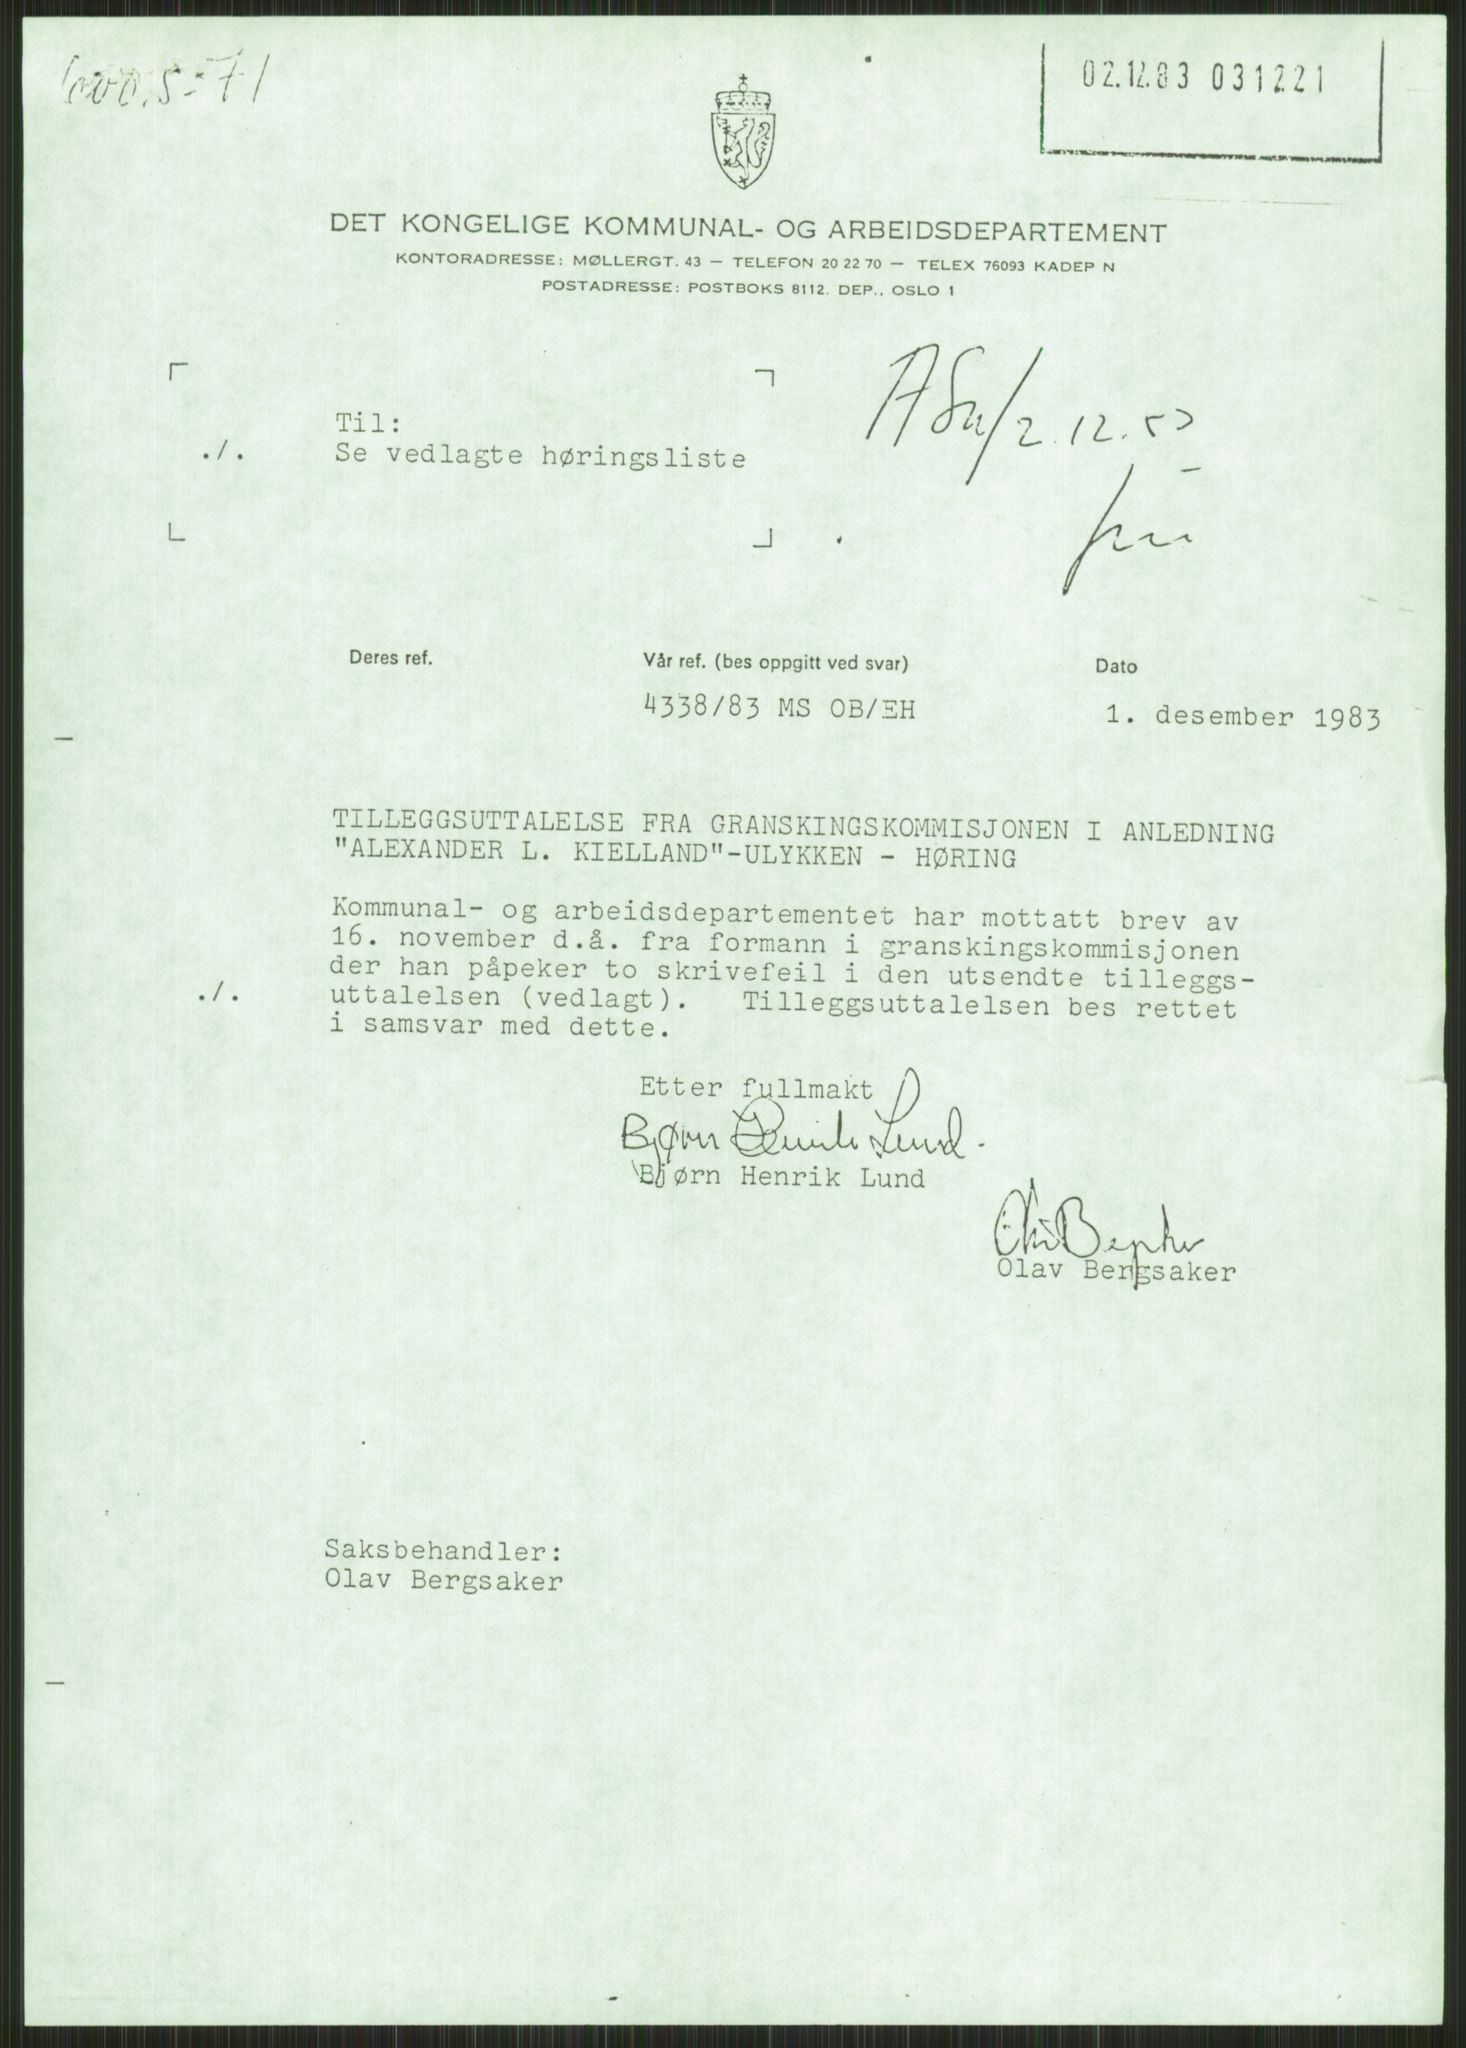 02.12.83 031221
DET KONGELIGE KOMMUNAL- OG ARBEIDSDEPARTEMENT
KONTORADRESSE: MØLLERGT. 43 — TELEFON 20 22 70 — TELEX 76093 KADEP N
POSTADRESSE: POSTBOKS 8112. DEP., OSLO 1
Til:
./. Se vedlagte høringsliste
2.12.83
Deres ref. Vår ref. (bes oppgitt ved svar) Dato
4338/83 MS OB/EH 1. desember 1983
TILLEGGSUTTALELSE FRA GRANSKINGSKOMMISJONEN I ANLEDNING
"ALEXANDER L. KIELLAND"-ULYKKEN - HØRING
Kommunal- og arbeidsdepartementet har mottatt brev av
16. november d.å. fra formann i granskingskommisjonen
der han påpeker to skrivefeil i den utsendte tilleggs-
./. uttalelsen (vedlagt). Tilleggsuttalelsen bes rettet
i samsvar med dette.
Etter fullmakt
Bjørn Henrik Lund.
Bjørn Henrik Lund
Olav Bergsaker
Saksbehandler:
Olav Bergsaker